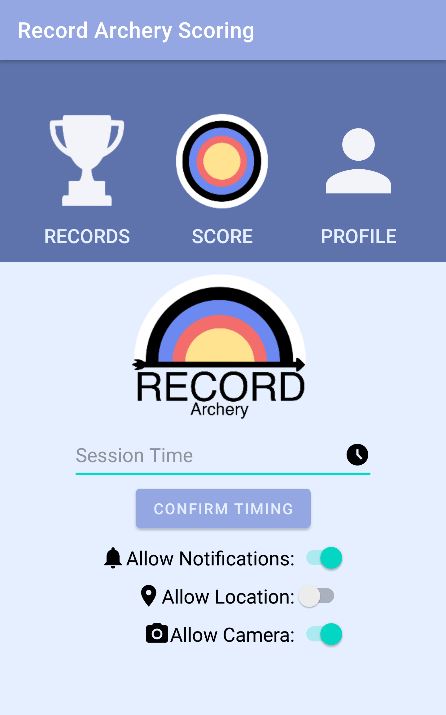 Record Archery Scoring
RECORDS SCORE PROFILE
RECORD
Archery
Session Time
CONFIRM TIMING
Allow Notifications:
Allow Location:
Allow Camera: